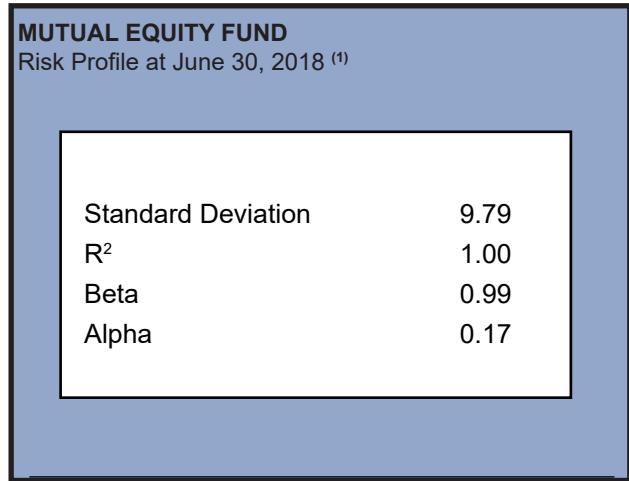 MUTUAL EQUITY FUND
Risk Profile at June 30, 2018 (1)
Standard Deviation 9.79
R² 1.00
Beta 0.99
Alpha 0.17